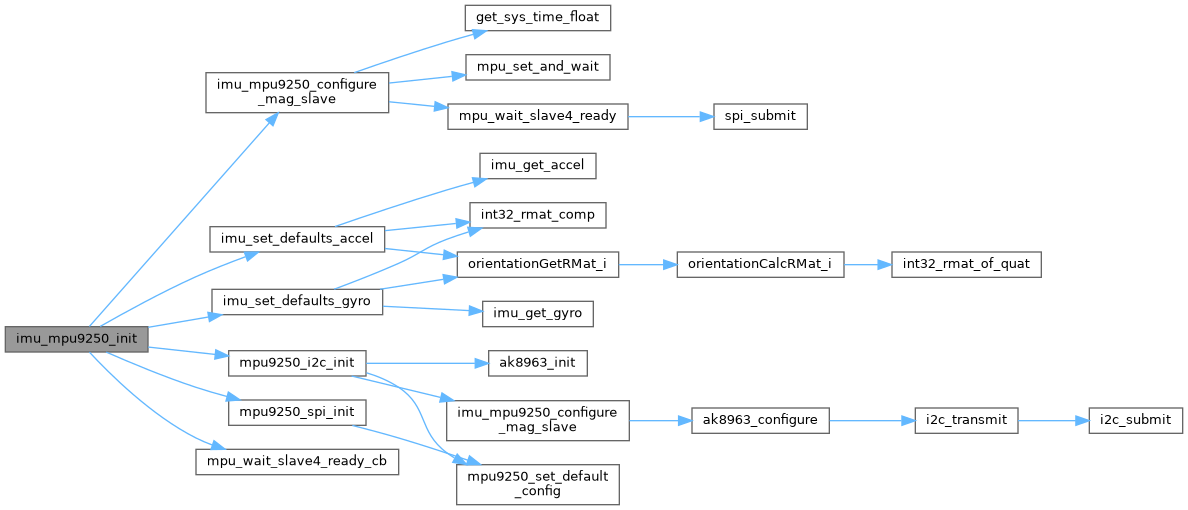 get_sys_time_float
imu_mpu9250_configure
_mag_slave
mpu_set_and_wait
mpu_wait_slave4_ready
spi_submit
imu_get_accel
imu_set_defaults_accel
int32_rmat_comp
orientationGetRMat_i
orientationCalcRMat_i
int32_rmat_of_quat
imu_set_defaults_gyro
imu_get_gyro
imu_mpu9250_init
mpu9250_i2c_init
ak8963_init
mpu9250_spi_init
imu_mpu9250_configure
_mag_slave
ak8963_configure
i2c_transmit
i2c_submit
mpu_wait_slave4_ready_cb
mpu9250_set_default
_config